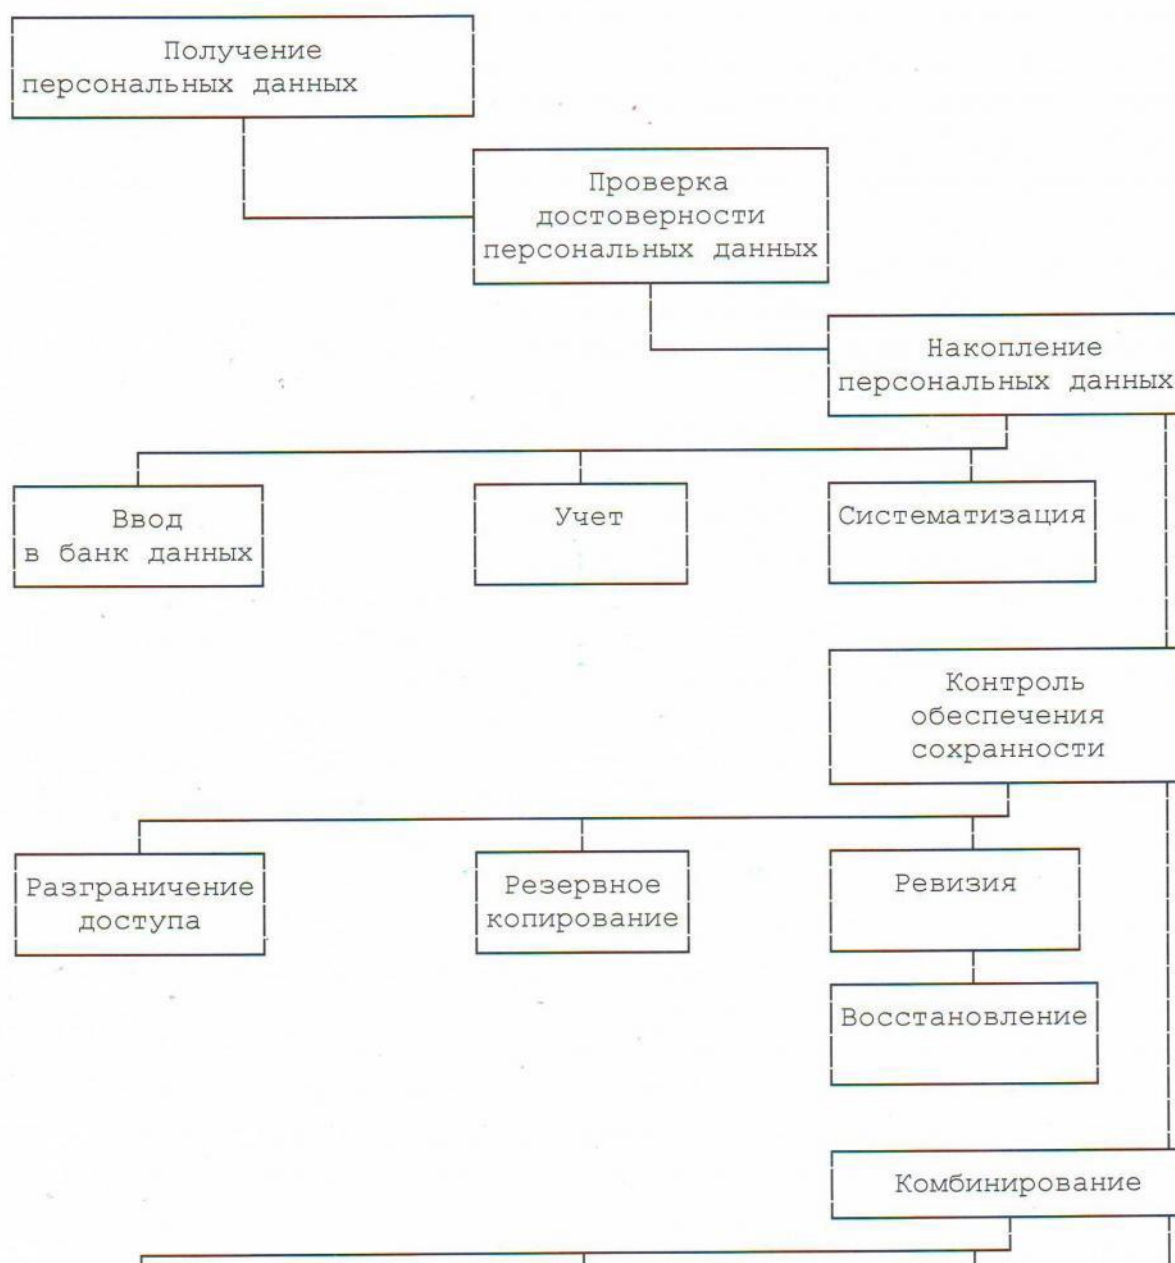 Получение
персональных данных
Проверка
достоверности
персональных данных
Накопление
персональных данных
Ввод
в банк данных
Учет
Систематизация
Контроль
обеспечения
сохранности
Разграничение
доступа
Резервное
копирование
Ревизия
Восстановление
Комбинирование